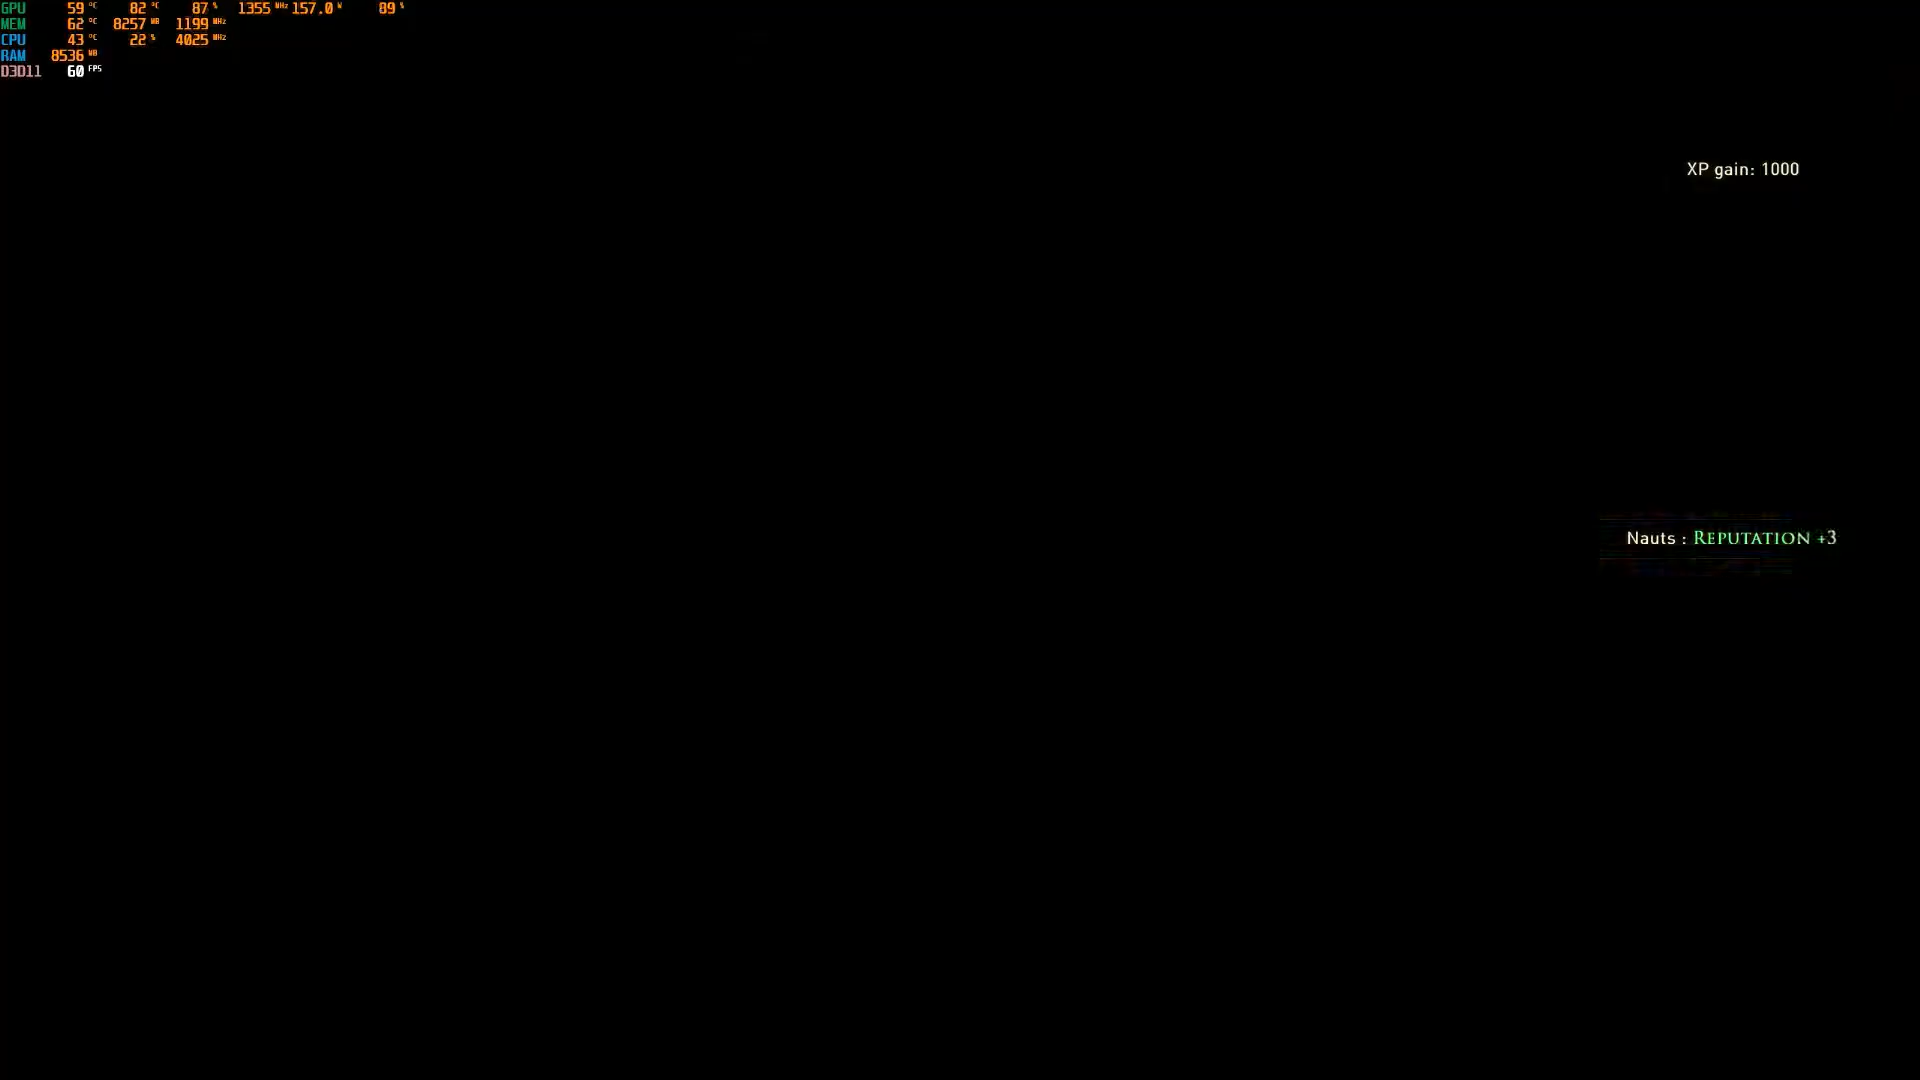 GPU 59 °C 82 °C 87 % 1355 MHz 157.0 W 89 %
MEM 62 °C 8257 MB 1199 MHz
CPU 43 °C 22 % 4025 MHz
RAM 8536 MB
D3D11 60 FPS
XP gain: 1000
Nauts : REPUTATION +3